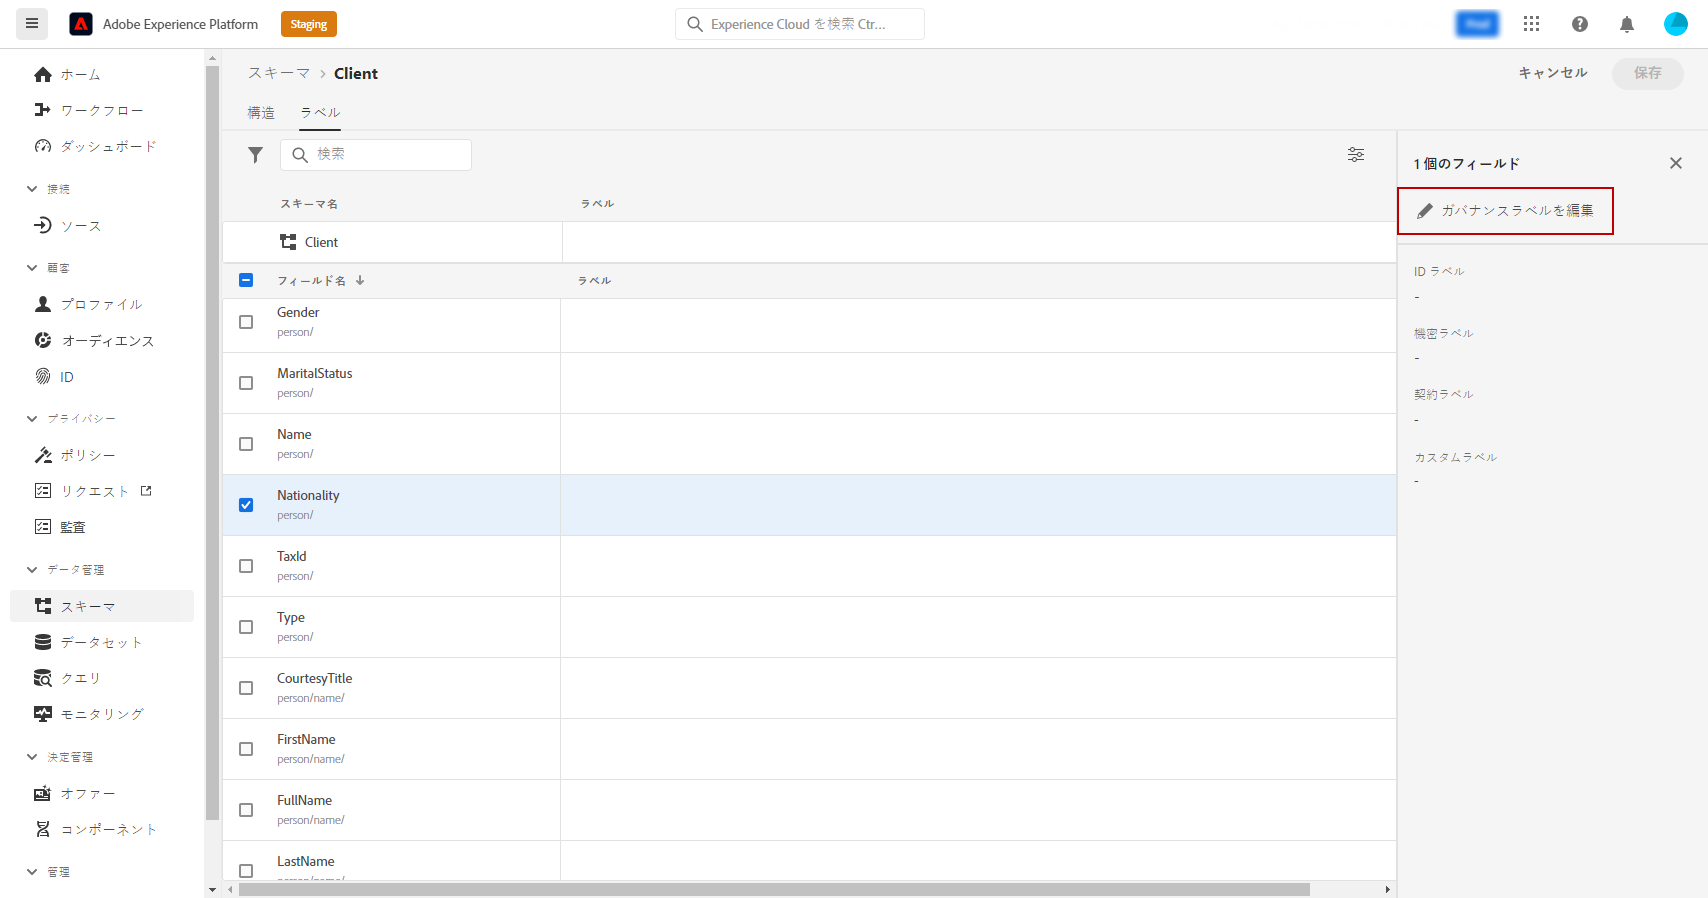 Adobe Experience Platform
Staging
Experience Cloud を検索 Ctr...
Prod
ホーム
ワークフロー
ダッシュボード
接続
ソース
顧客
プロファイル
オーディエンス
ID
プライバシー
ポリシー
リクエスト
監査
データ管理
スキーマ
データセット
クエリ
モニタリング
決定管理
オファー
コンポーネント
管理
スキーマ › Client
キャンセル
保存
構造
ラベル
検索
スキーマ名
ラベル
Client
フィールド名
ラベル
Gender
person/
MaritalStatus
person/
Name
person/
Nationality
person/
TaxId
person/
Type
person/
CourtesyTitle
person/name/
FirstName
person/name/
FullName
person/name/
LastName
person/name/
1 個のフィールド
ガバナンスラベルを編集
ID ラベル
-
機密ラベル
-
契約ラベル
-
カスタムラベル
-